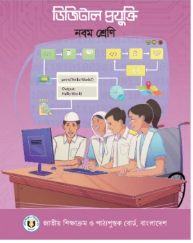 ডিজিটাল প্রযুক্তি
নবম শ্রেণি
print('Hello World')
Output:
Hello World
জাতীয় শিক্ষাক্রম ও পাঠ্যপুস্তক বোর্ড, বাংলাদেশ